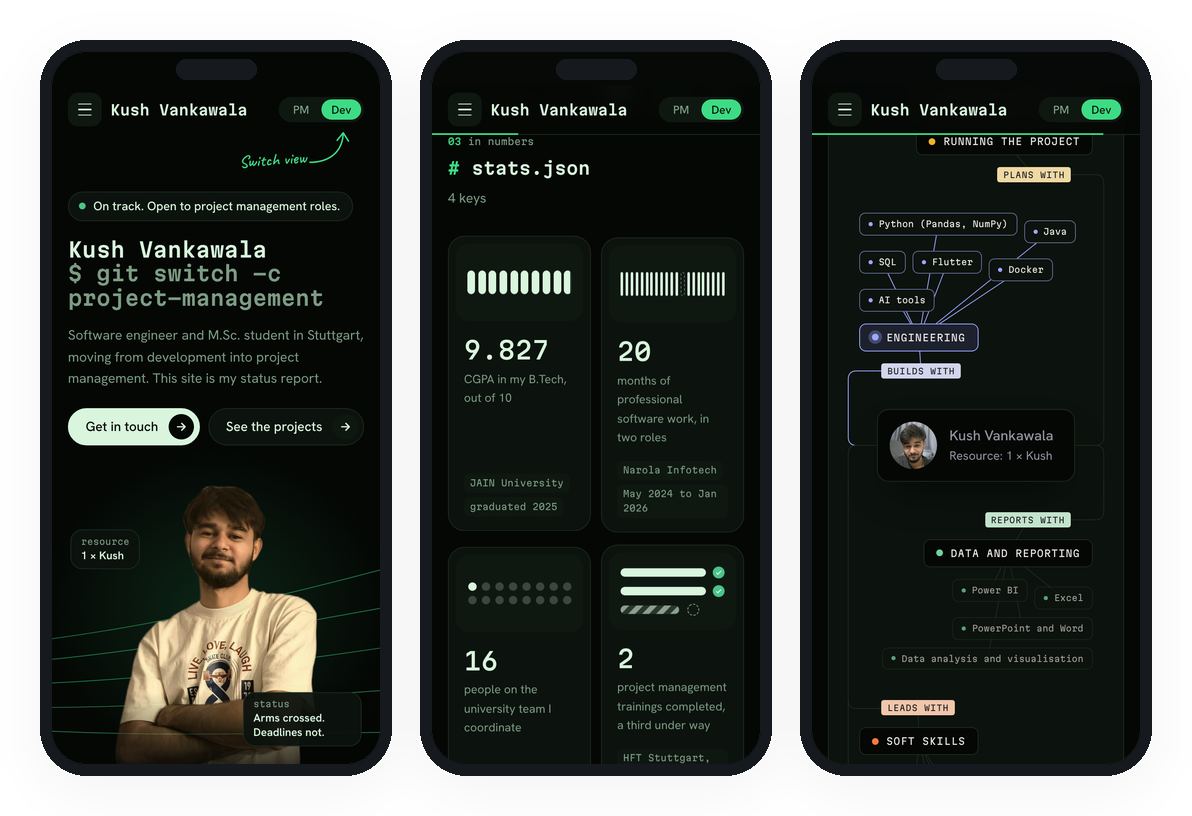 Kush Vankawala
PM
Dev
Switch view
On track. Open to project management roles.
Kush Vankawala
$ git switch -c
project-management
Software engineer and M.Sc. student in Stuttgart,
moving from development into project
management. This site is my status report.
Get in touch
See the projects
resource
1 × Kush
LIVE, LOVE, LAUGH
status
Arms crossed.
Deadlines not.
Kush Vankawala
PM
Dev
03 in numbers
# stats.json
4 keys
9.827
CGPA in my B.Tech,
out of 10
JAIN University
graduated 2025
20
months of
professional
software work, in
two roles
Narola Infotech
May 2024 to Jan
2026
16
people on the
university team I
coordinate
2
project management
trainings completed,
a third under way
HFT Stuttgart,
Kush Vankawala
PM
Dev
RUNNING THE PROJECT
PLANS WITH
Python (Pandas, NumPy)
Java
SQL
Flutter
Docker
AI tools
ENGINEERING
BUILDS WITH
Kush Vankawala
Resource: 1 × Kush
REPORTS WITH
DATA AND REPORTING
Power BI
Excel
PowerPoint and Word
Data analysis and visualisation
LEADS WITH
SOFT SKILLS